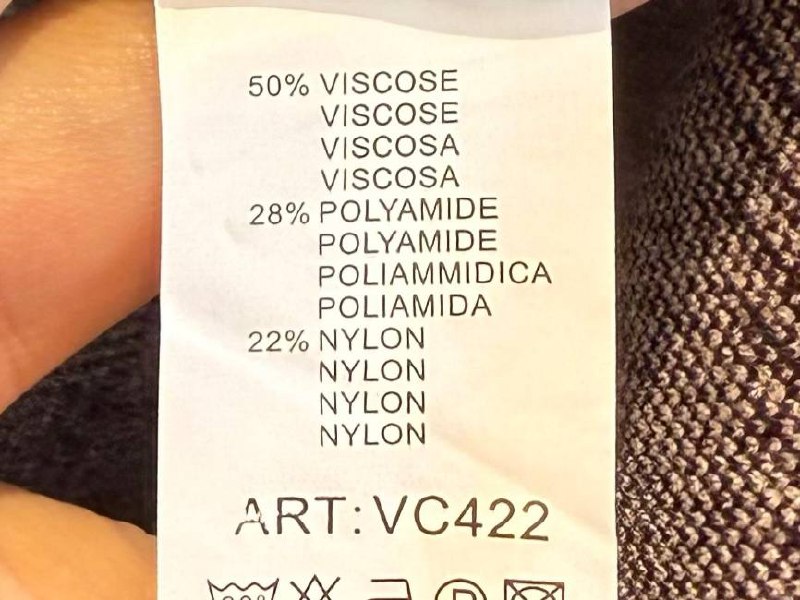 50% VISCOSE
VISCOSE
VISCOSA
VISCOSA
28% POLYAMIDE
POLYAMIDE
POLIAMMIDICA
POLIAMIDA
22% NYLON
NYLON
NYLON
NYLON
ART: VC422